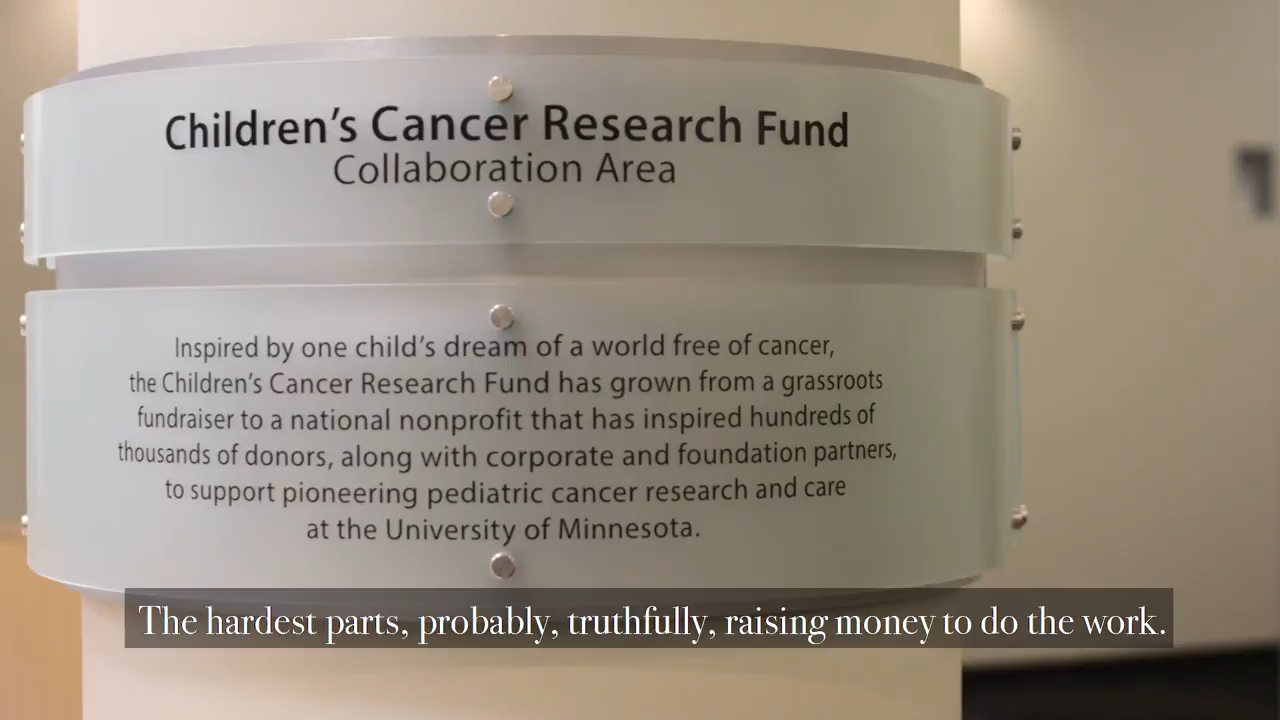 Children's Cancer Research Fund
Collaboration Area
Inspired by one child's dream of a world free of cancer,
the Children's Cancer Research Fund has grown from a grassroots
fundraiser to a national nonprofit that has inspired hundreds of
thousands of donors, along with corporate and foundation partners,
to support pioneering pediatric cancer research and care
at the University of Minnesota.
The hardest parts, probably, truthfully, raising money to do the work.